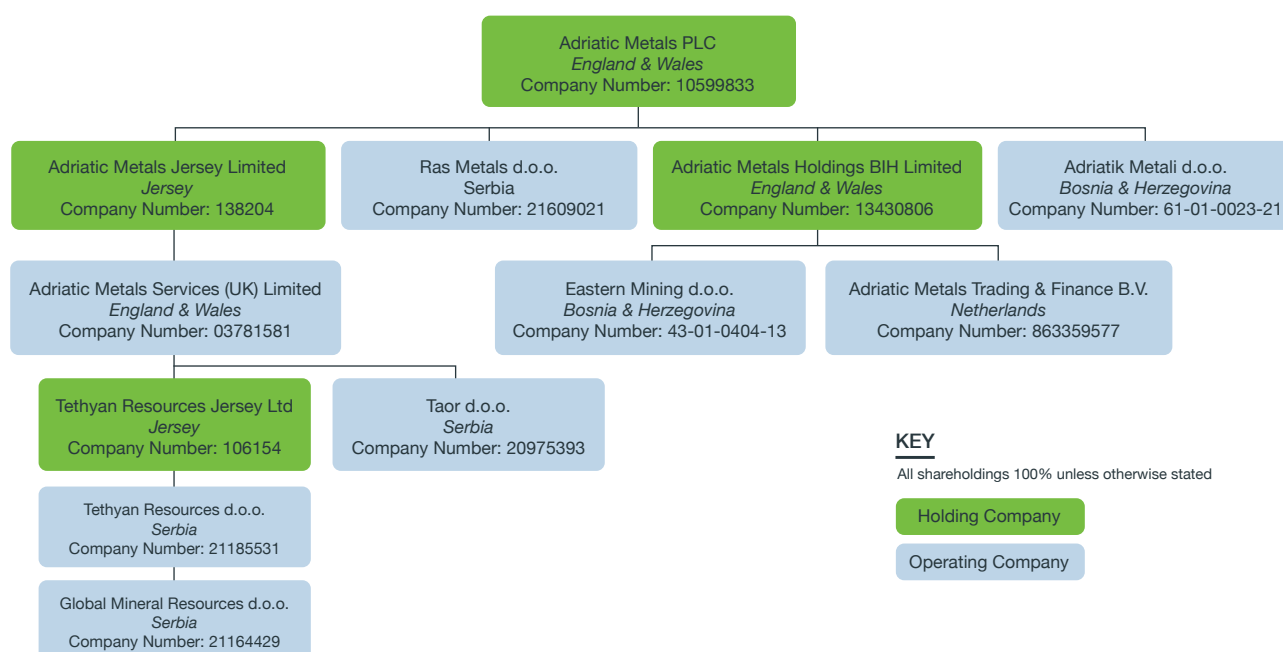 Adriatic Metals PLC
England & Wales
Company Number: 10599833
Adriatic Metals Jersey Limited
Jersey
Company Number: 138204
Ras Metals d.o.o.
Serbia
Company Number: 21609021
Adriatic Metals Holdings BIH Limited
England & Wales
Company Number: 13430806
Adriatik Metali d.o.o.
Bosnia & Herzegovina
Company Number: 61-01-0023-21
Adriatic Metals Services (UK) Limited
England & Wales
Company Number: 03781581
Eastern Mining d.o.o.
Bosnia & Herzegovina
Company Number: 43-01-0404-13
Adriatic Metals Trading & Finance B.V.
Netherlands
Company Number: 863359577
Tethyan Resources Jersey Ltd
Jersey
Company Number: 106154
Taor d.o.o.
Serbia
Company Number: 20975393
Tethyan Resources d.o.o.
Serbia
Company Number: 21185531
Global Mineral Resources d.o.o.
Serbia
Company Number: 21164429
KEY
All shareholdings 100% unless otherwise stated
Holding Company
Operating Company